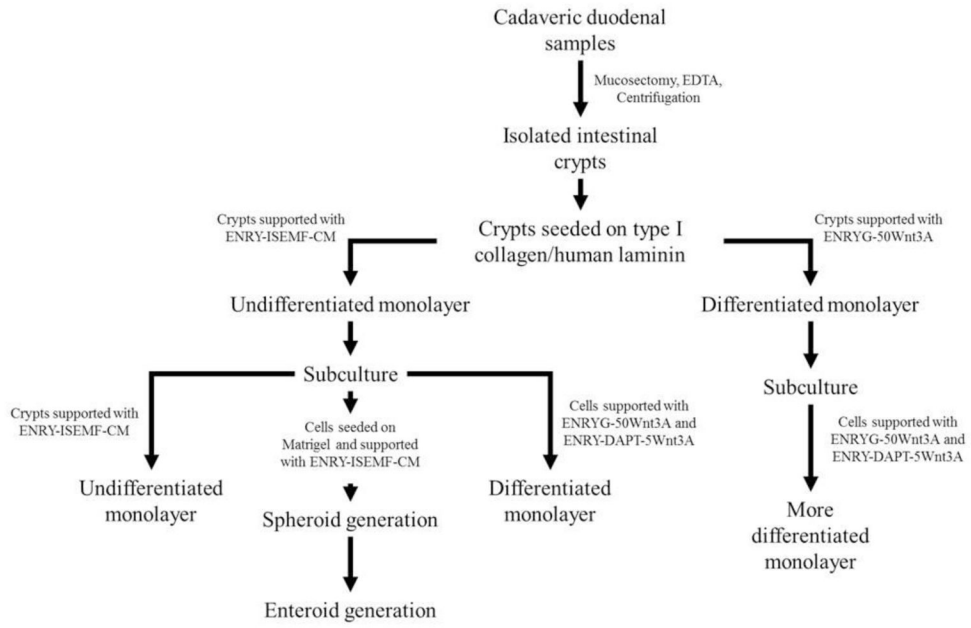 Cadaveric duodenal
samples
Mucosectomy, EDTA,
Centrifugation
Isolated intestinal
crypts
Crypts seeded on type I
collagen/human laminin
Crypts supported with
ENRY-ISEMF-CM
Crypts supported with
ENRYG-50Wnt3A
Undifferentiated monolayer
Differentiated monolayer
Subculture
Subculture
Crypts supported with
ENRY-ISEMF-CM
Cells seeded on
Matrigel and supported
with ENRY-ISEMF-CM
Cells supported with
ENRYG-50Wnt3A and
ENRY-DAPT-5Wnt3A
Cells supported with
ENRYG-50Wnt3A and
ENRY-DAPT-5Wnt3A
Undifferentiated
monolayer
Spheroid generation
Differentiated
monolayer
More
differentiated
monolayer
Enteroid generation